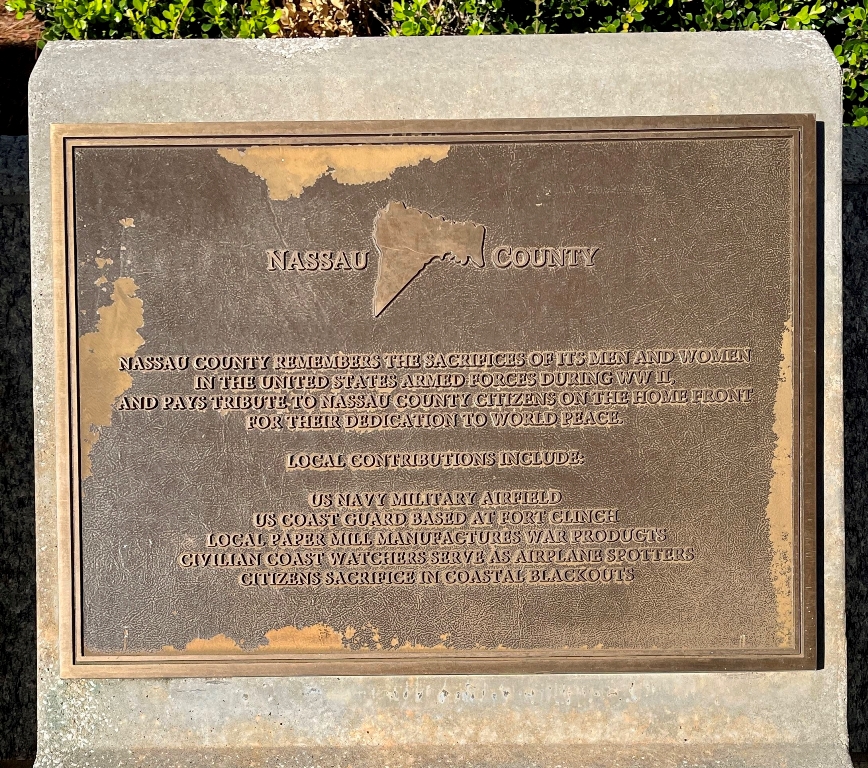 NASSAU COUNTY
NASSAU COUNTY REMEMBERS THE SACRIFICES OF ITS MEN AND WOMEN
IN THE UNITED STATES ARMED FORCES DURING WW II,
AND PAYS TRIBUTE TO NASSAU COUNTY CITIZENS ON THE HOME FRONT
FOR THEIR DEDICATION TO WORLD PEACE.
LOCAL CONTRIBUTIONS INCLUDE:
US NAVY MILITARY AIRFIELD
US COAST GUARD BASED AT FORT CLINCH
LOCAL PAPER MILL MANUFACTURES WAR PRODUCTS
CIVILIAN COAST WATCHERS SERVE AS AIRPLANE SPOTTERS
CITIZENS SACRIFICE IN COASTAL BLACKOUTS